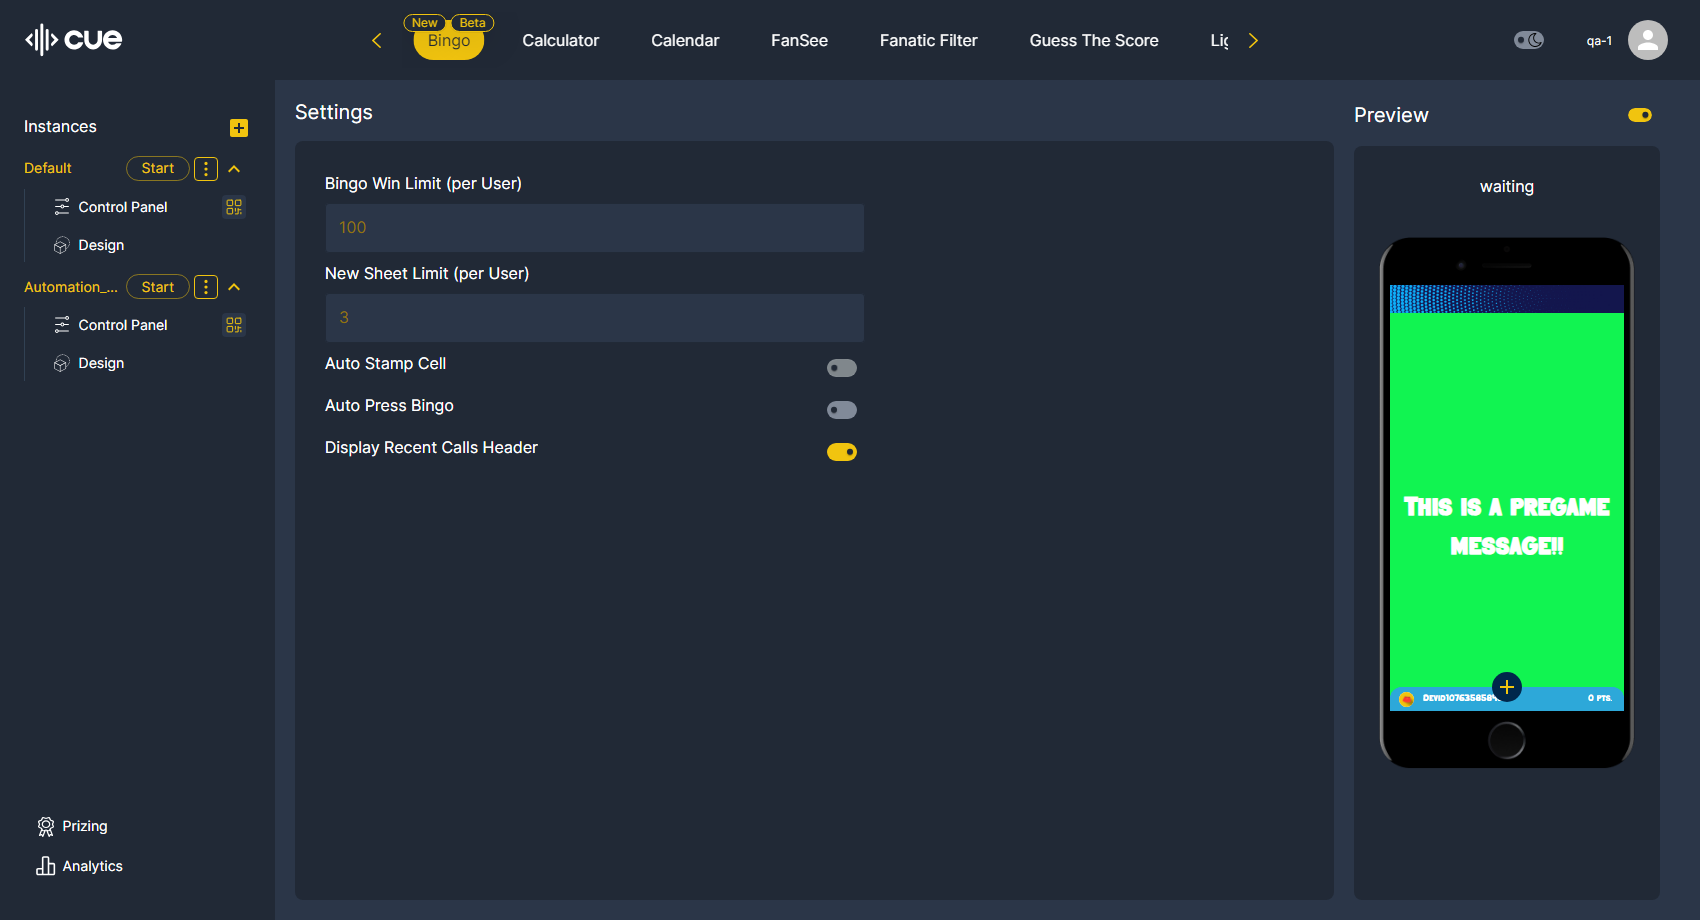 cue
New
Beta
Bingo
Calculator
Calendar
FanSee
Fanatic Filter
Guess The Score
qa-1
Instances
Default
Start
Control Panel
Design
Automation_...
Start
Control Panel
Design
Prizing
Analytics
Settings
Bingo Win Limit (per User)
100
New Sheet Limit (per User)
3
Auto Stamp Cell
Auto Press Bingo
Display Recent Calls Header
Preview
waiting
This is a pregame
message!!
0 pts.